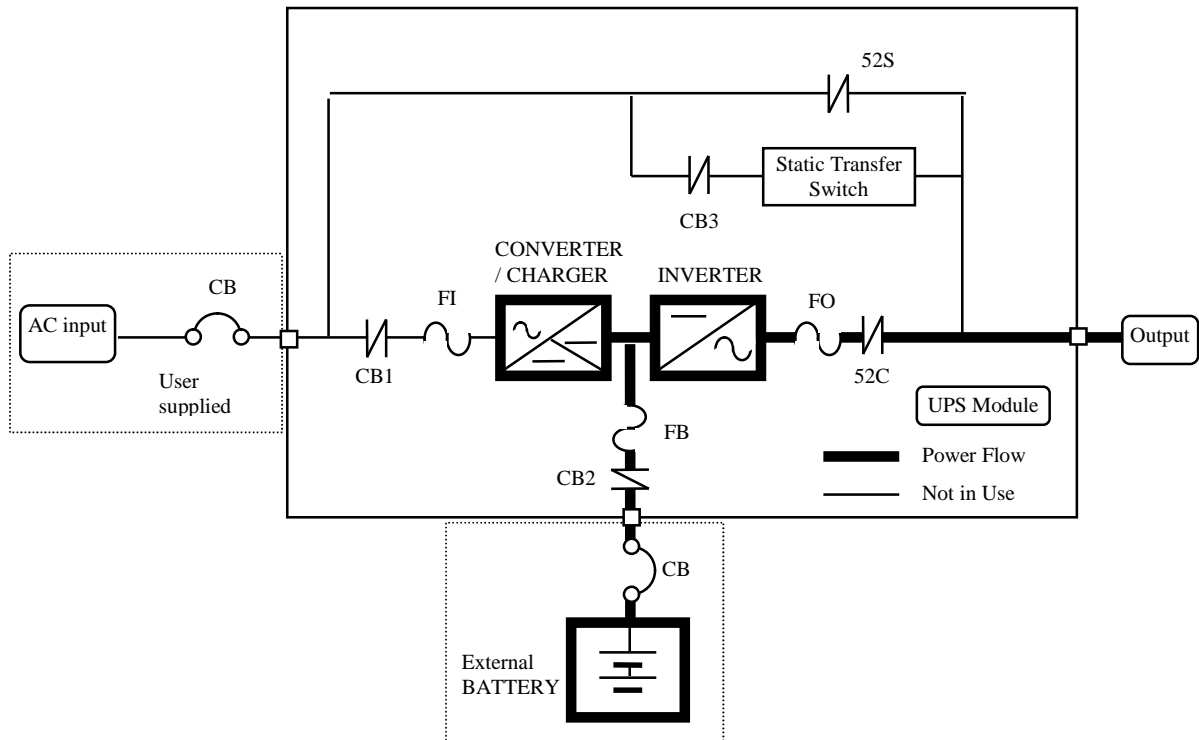 52S
Static Transfer
Switch
CB3
CONVERTER
/ CHARGER
INVERTER
CB
FI
FO
AC input
Output
CB1
52C
User
supplied
UPS Module
FB
Power Flow
CB2
Not in Use
CB
External
BATTERY